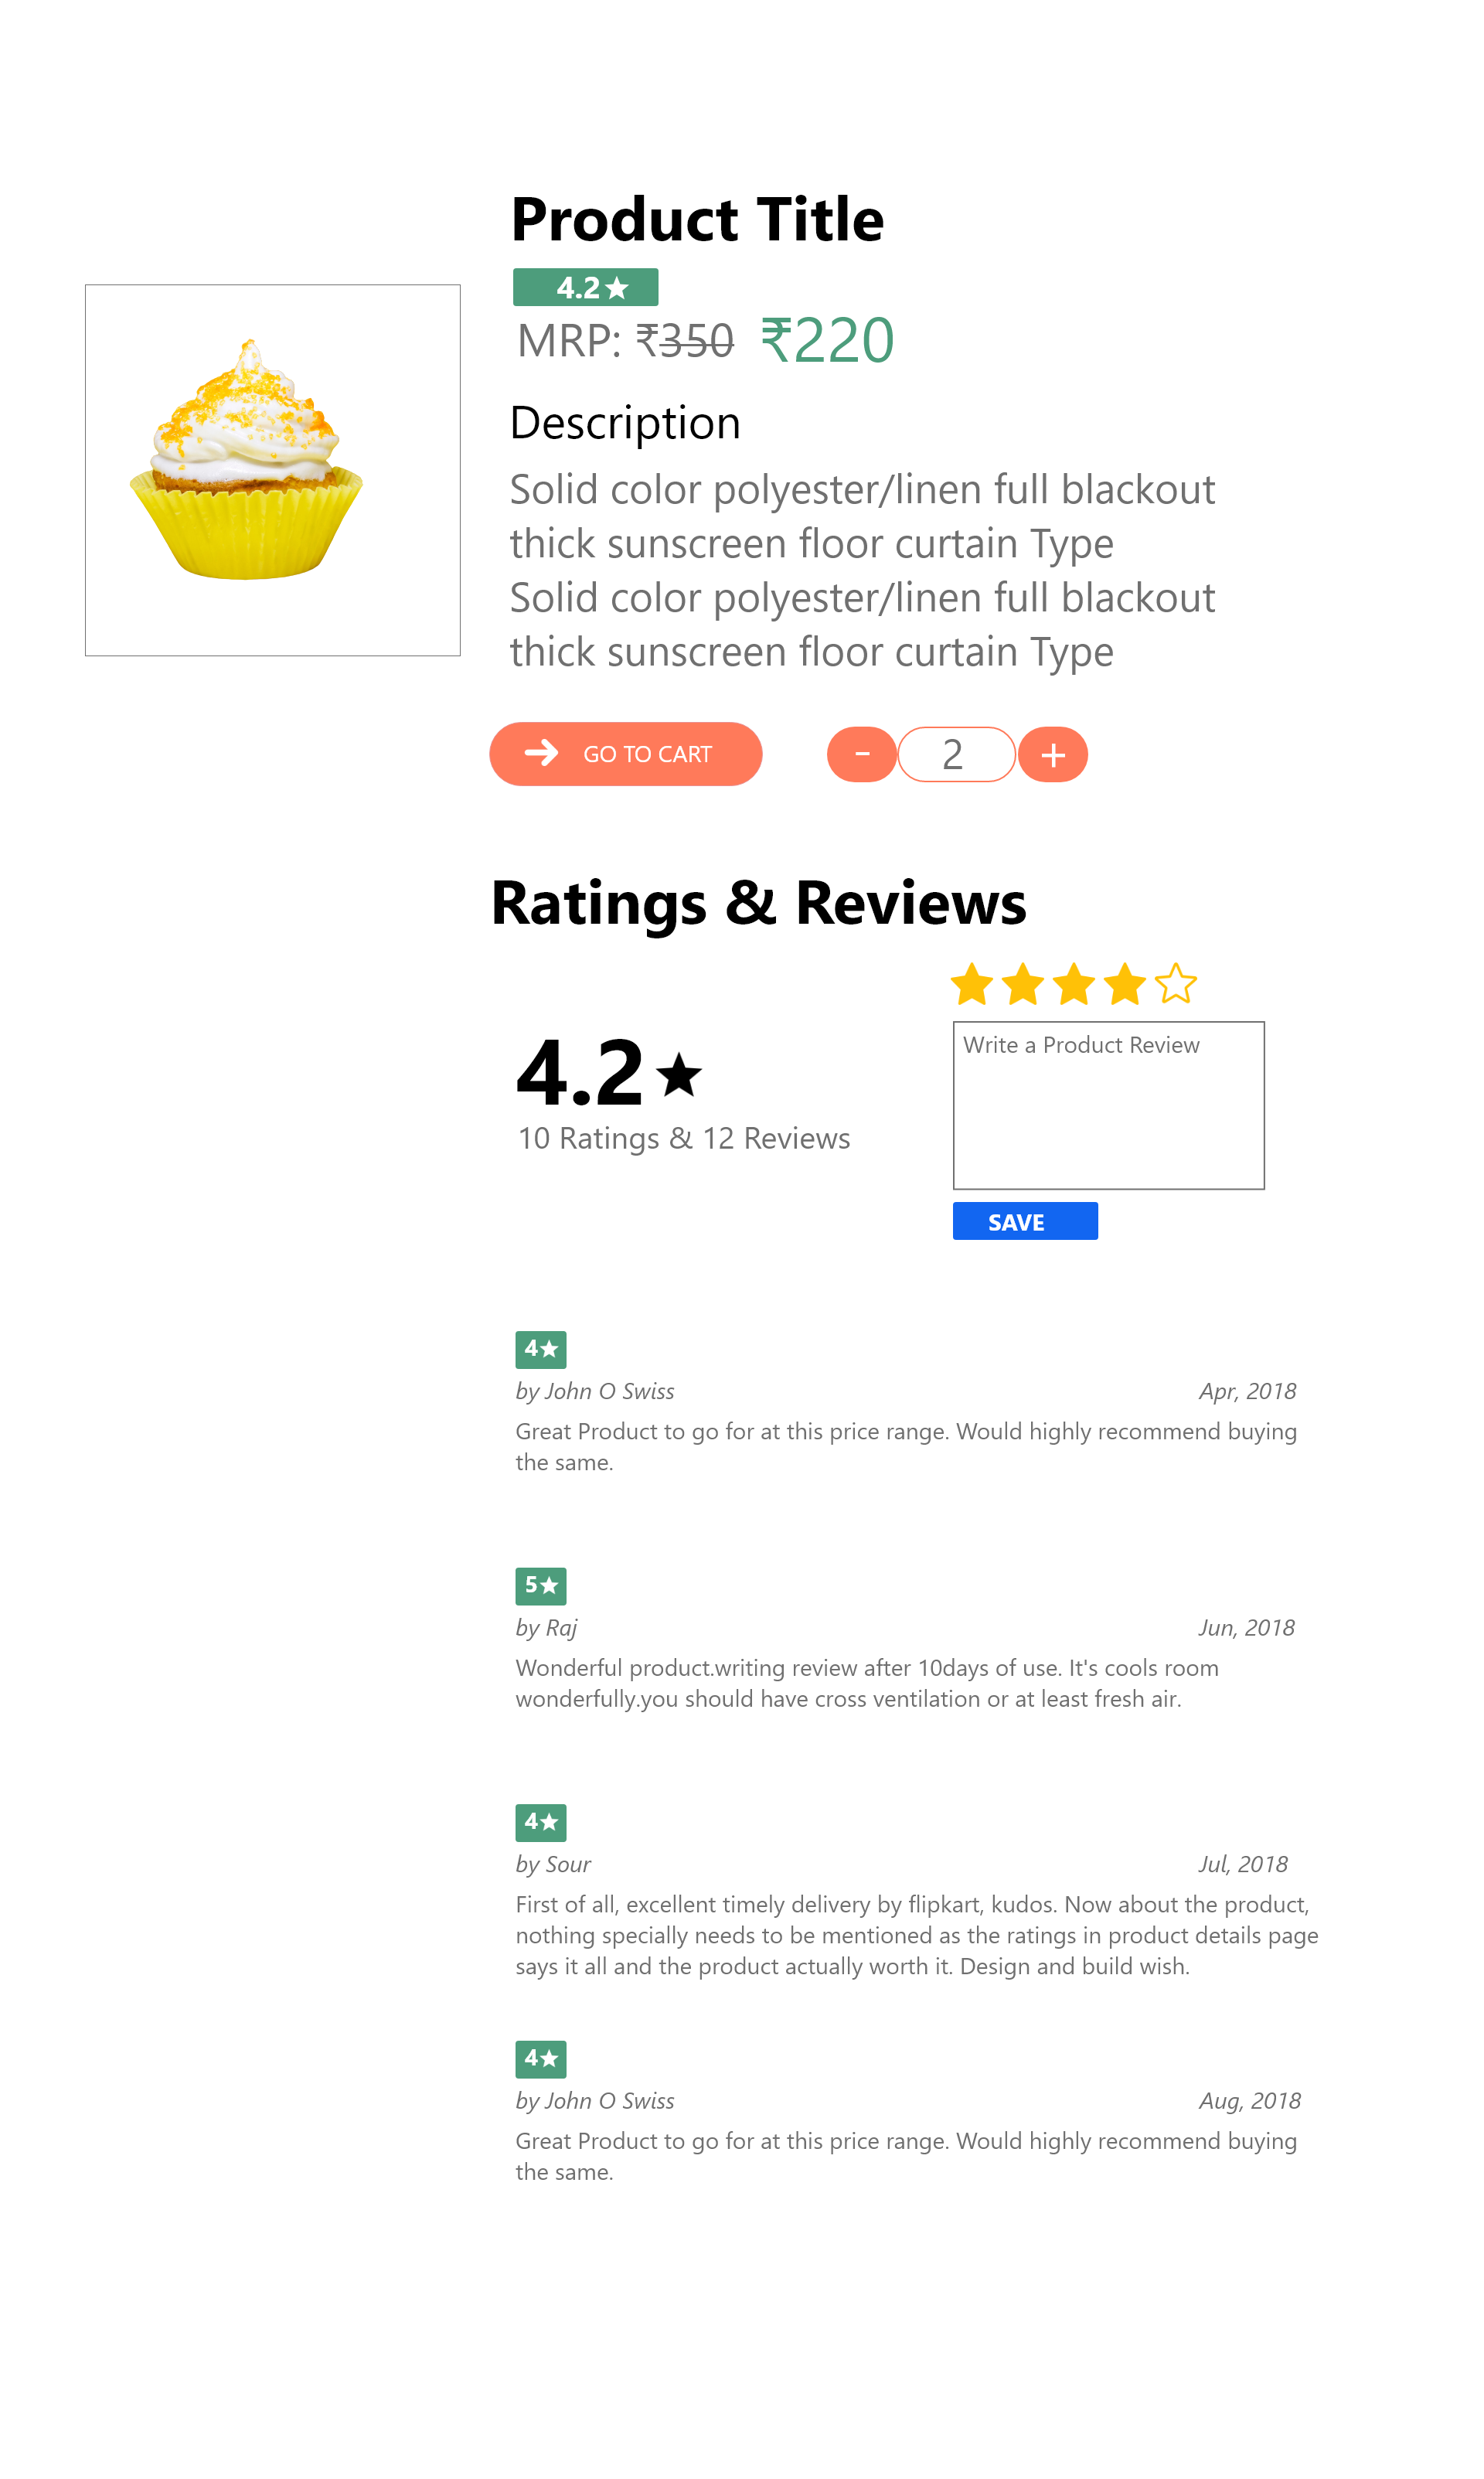 Product Title
4.2★
MRP: ₹350 ₹220
Description
Solid color polyester/linen full blackout
thick sunscreen floor curtain Type
Solid color polyester/linen full blackout
thick sunscreen floor curtain Type
GO TO CART
- 2 +
Ratings & Reviews
Write a Product Review
4.2★
10 Ratings & 12 Reviews
SAVE
4★
by John O Swiss Apr, 2018
Great Product to go for at this price range. Would highly recommend buying
the same.
5★
by Raj Jun, 2018
Wonderful product.writing review after 10days of use. It's cools room
wonderfully.you should have cross ventilation or at least fresh air.
4★
by Sour Jul, 2018
First of all, excellent timely delivery by flipkart, kudos. Now about the product,
nothing specially needs to be mentioned as the ratings in product details page
says it all and the product actually worth it. Design and build wish.
4★
by John O Swiss Aug, 2018
Great Product to go for at this price range. Would highly recommend buying
the same.